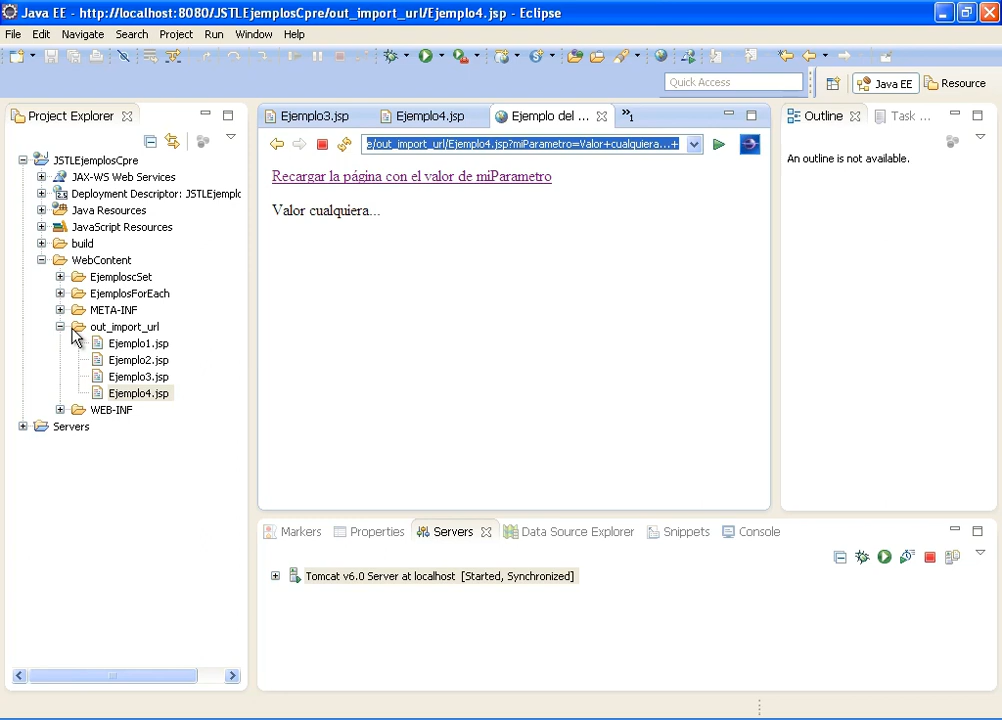 Java EE - http://localhost:8080/JSTLEjemplosCpre/out_import_url/Ejemplo4.jsp - Eclipse
File Edit Navigate Search Project Run Window Help
Quick Access
Java EE
Resource
Project Explorer
JSTLEjemplosCpre
JAX-WS Web Services
Deployment Descriptor: JSTLEjemplo
Java Resources
JavaScript Resources
build
WebContent
EjemploscSet
EjemplosForEach
META-INF
out_import_url
Ejemplo1.jsp
Ejemplo2.jsp
Ejemplo3.jsp
Ejemplo4.jsp
WEB-INF
Servers
Ejemplo3.jsp Ejemplo4.jsp Ejemplo del ... »1
e/out_import_url/Ejemplo4.jsp?miParametro=Valor+cualquiera...+
Recargar la página con el valor de miParametro
Valor cualquiera...
Outline Task ...
An outline is not available.
Markers Properties Servers Data Source Explorer Snippets Console
Tomcat v6.0 Server at localhost [Started, Synchronized]